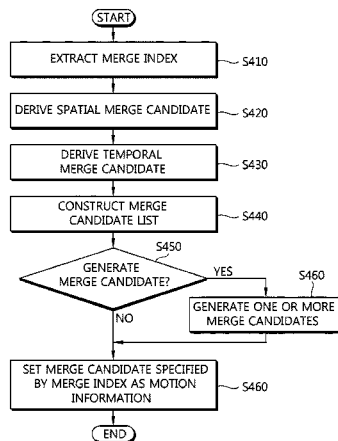 START
EXTRACT MERGE INDEX
S410
DERIVE SPATIAL MERGE CANDIDATE
S420
DERIVE TEMPORAL
MERGE CANDIDATE
S430
CONSTRUCT MERGE
CANDIDATE LIST
S440
S450
GENERATE
MERGE CANDIDATE?
YES
S460
GENERATE ONE OR MORE
MERGE CANDIDATES
NO
SET MERGE CANDIDATE SPECIFIED
BY MERGE INDEX AS MOTION
INFORMATION
S460
END